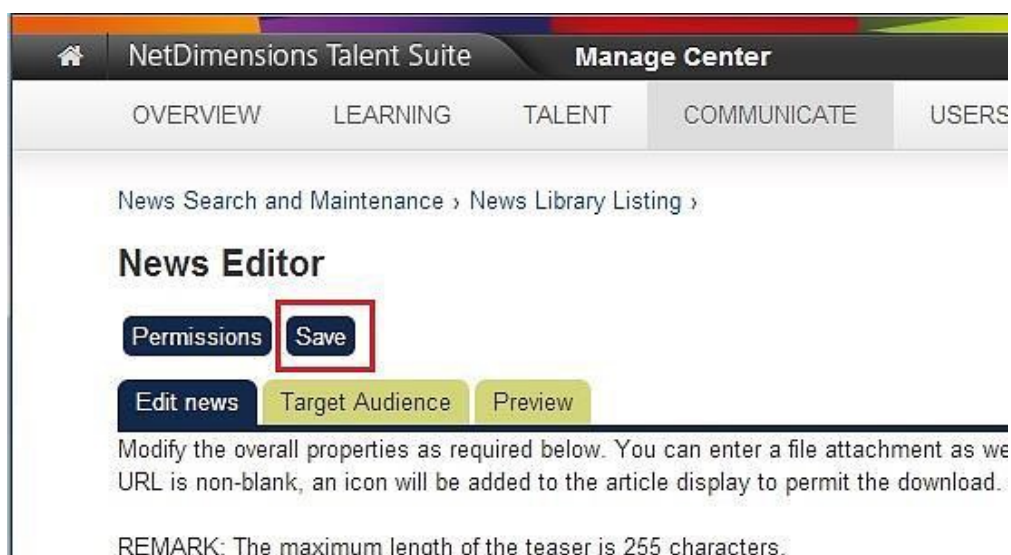 NetDimensions Talent Suite Manage Center
OVERVIEW LEARNING TALENT COMMUNICATE USERS
News Search and Maintenance › News Library Listing ›
News Editor
Permissions Save
Edit news Target Audience Preview
Modify the overall properties as required below. You can enter a file attachment as we
URL is non-blank, an icon will be added to the article display to permit the download.
REMARK: The maximum length of the teaser is 255 characters.